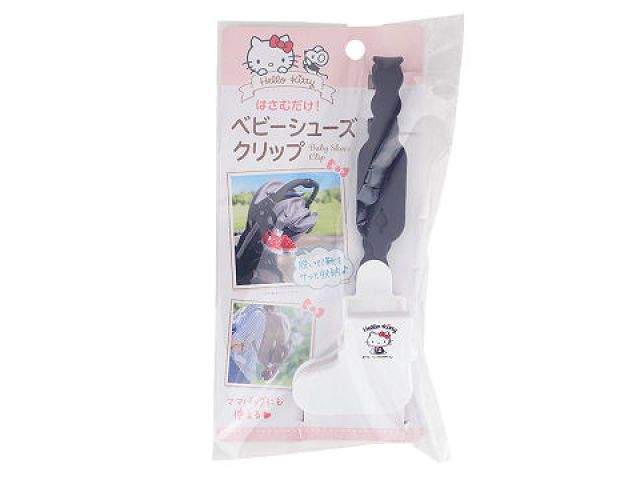 Hello Kitty
はさむだけ!
ベビーシューズ
クリップ
Baby Shoes
Clip
脱いだ靴を
サッと収納♪
ママバッグにも
使える
Hello Kitty